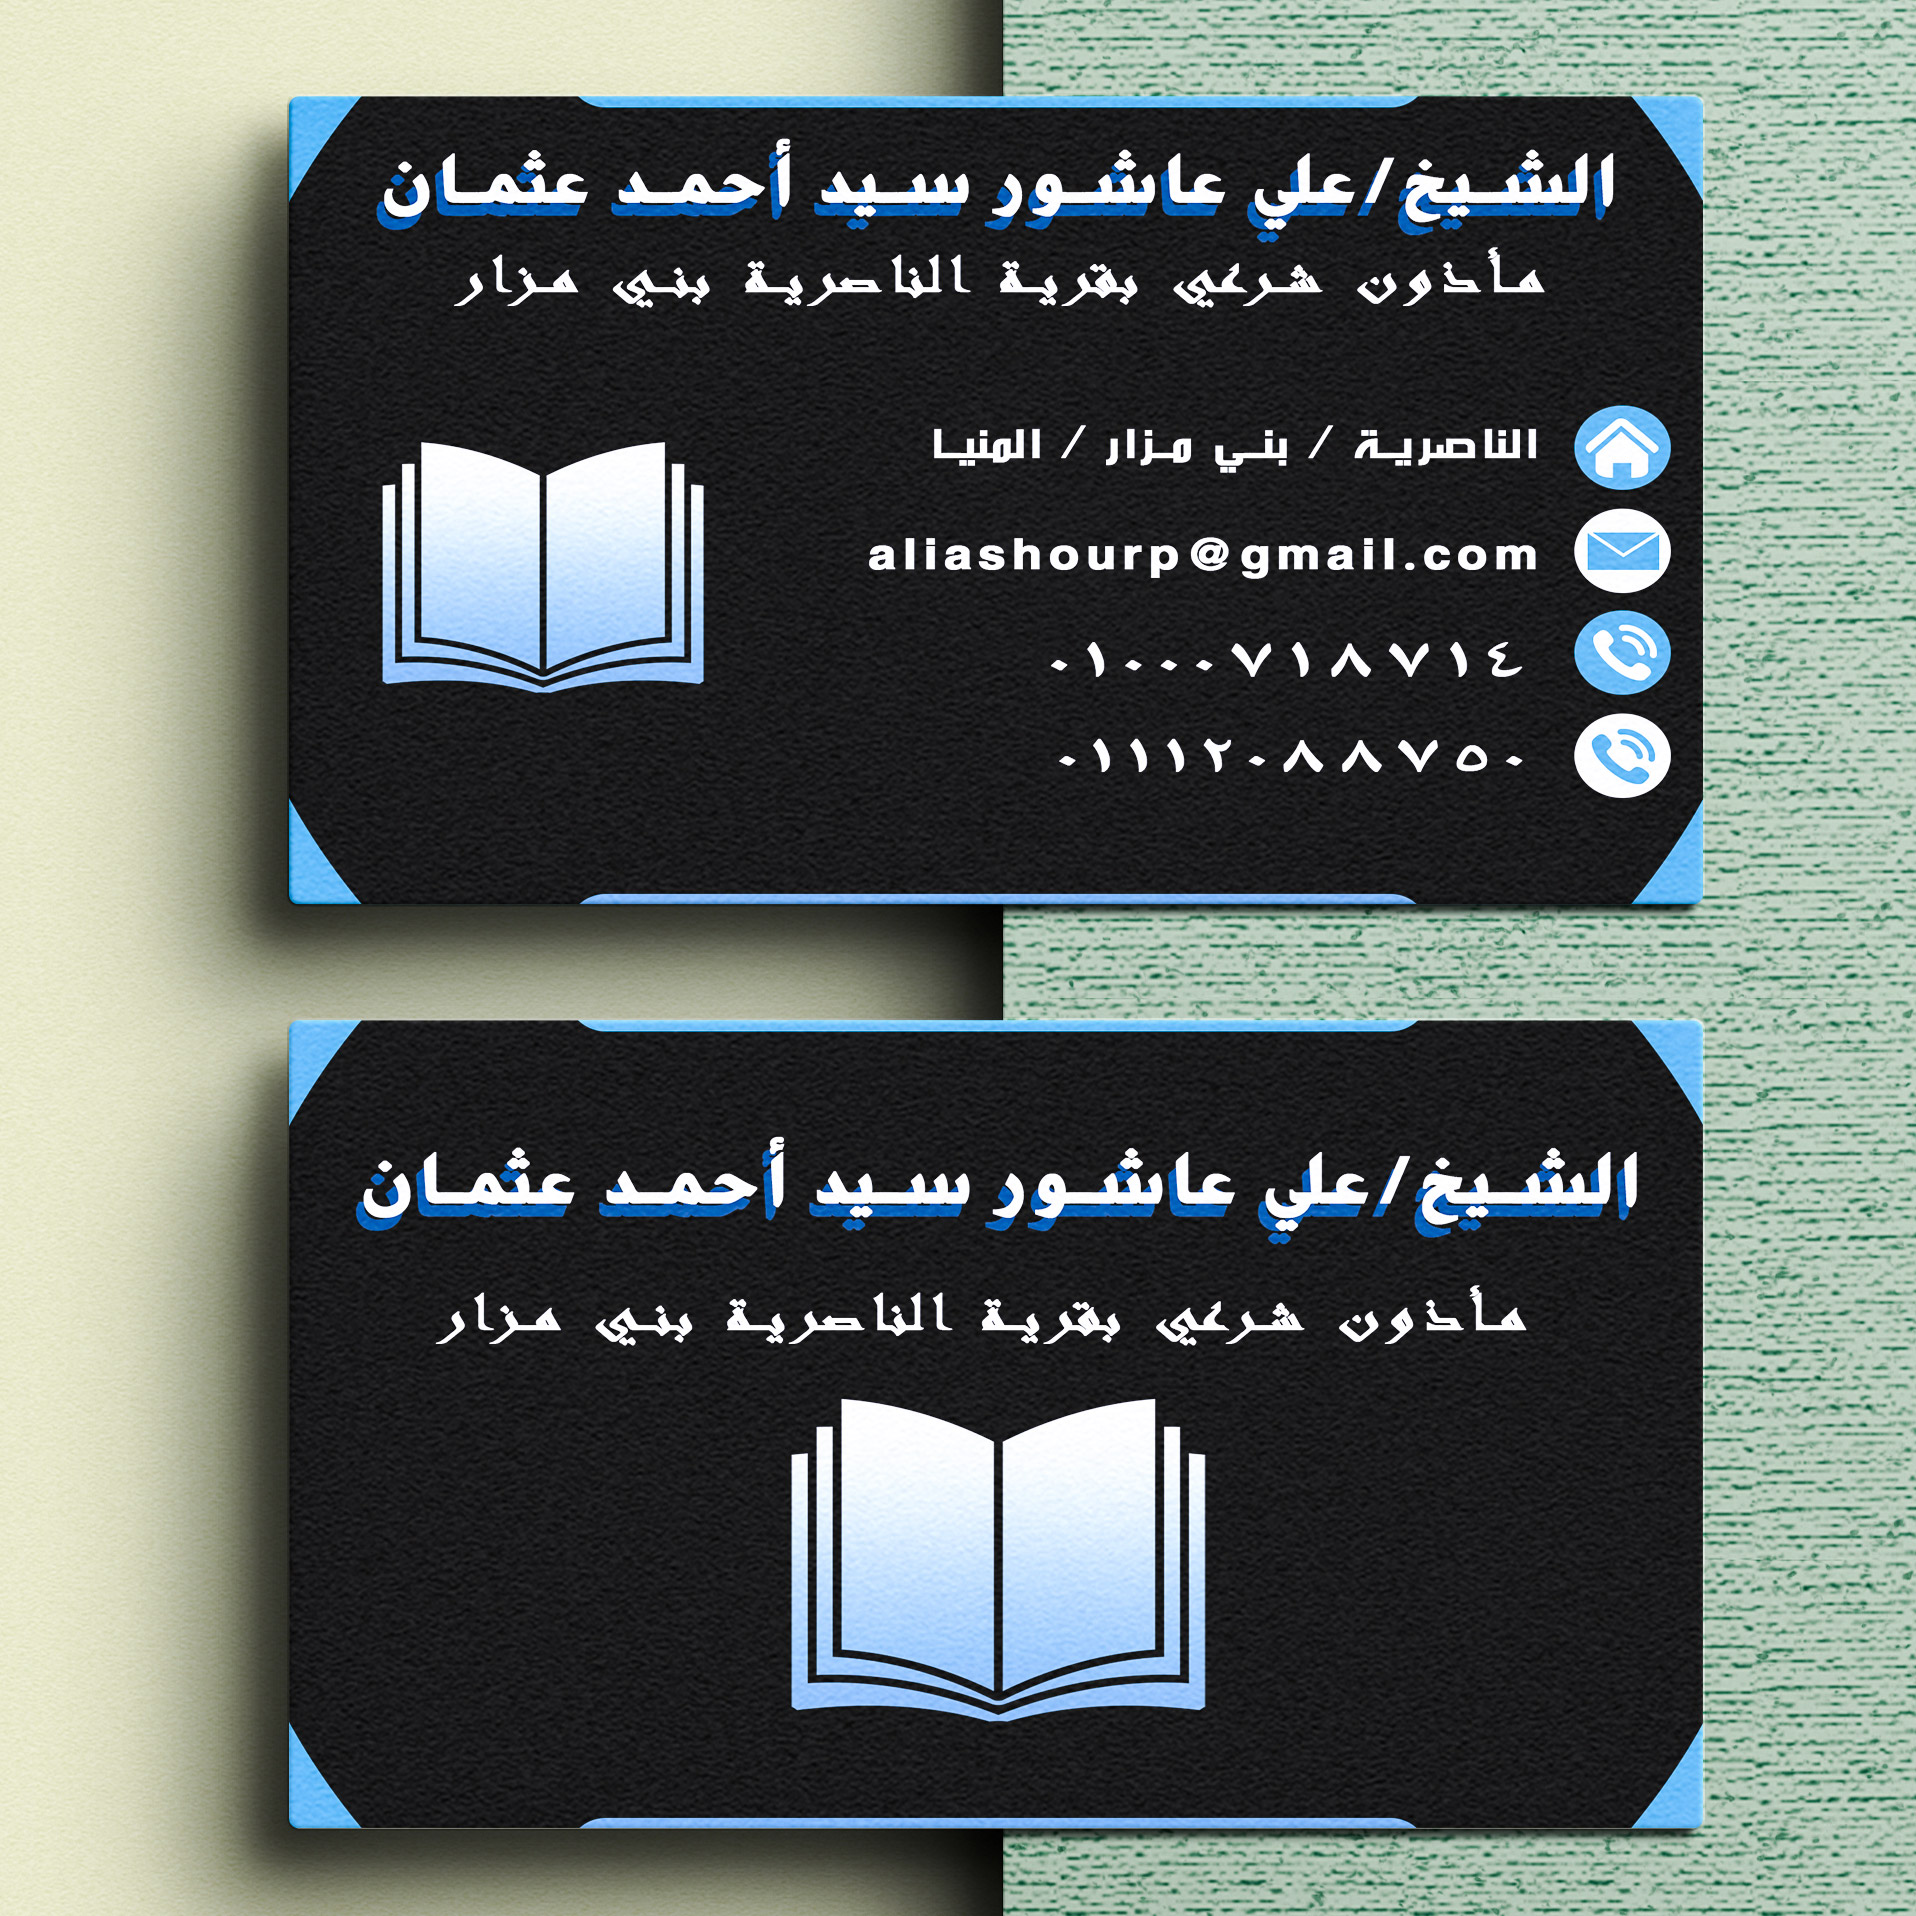 الشيخ/علي عاشور سيد أحمد عثمان
مأذون شرعي بقرية الناصرية بني مزار
الناصرية / بني مزار / المنيا
aliashourp@gmail.com
٠١٠٠٠٧١٨٧١٤
٠١١١٢٠٨٨٧٥٠
الشيخ/علي عاشور سيد أحمد عثمان
مأذون شرعي بقرية الناصرية بني مزار